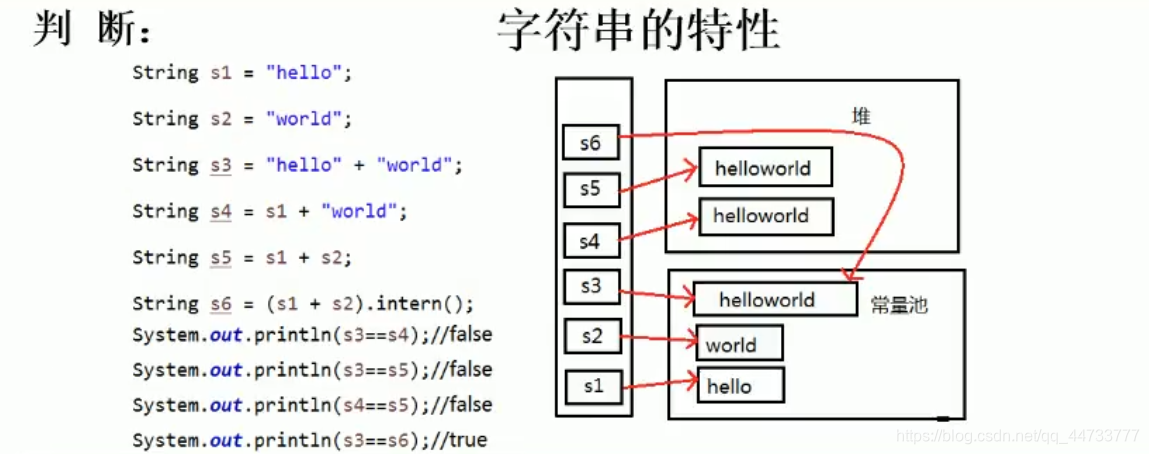 判 断：
字符串的特性
String s1 = "hello";
String s2 = "world";
String s3 = "hello" + "world";
String s4 = s1 + "world";
String s5 = s1 + s2;
String s6 = (s1 + s2).intern();
System.out.println(s3==s4);//false
System.out.println(s3==s5);//false
System.out.println(s4==s5);//false
System.out.println(s3==s6);//true
s6
s5
s4
s3
s2
s1
堆
helloworld
helloworld
helloworld
常量池
world
hello
https://blog.csdn.net/qq_44733777